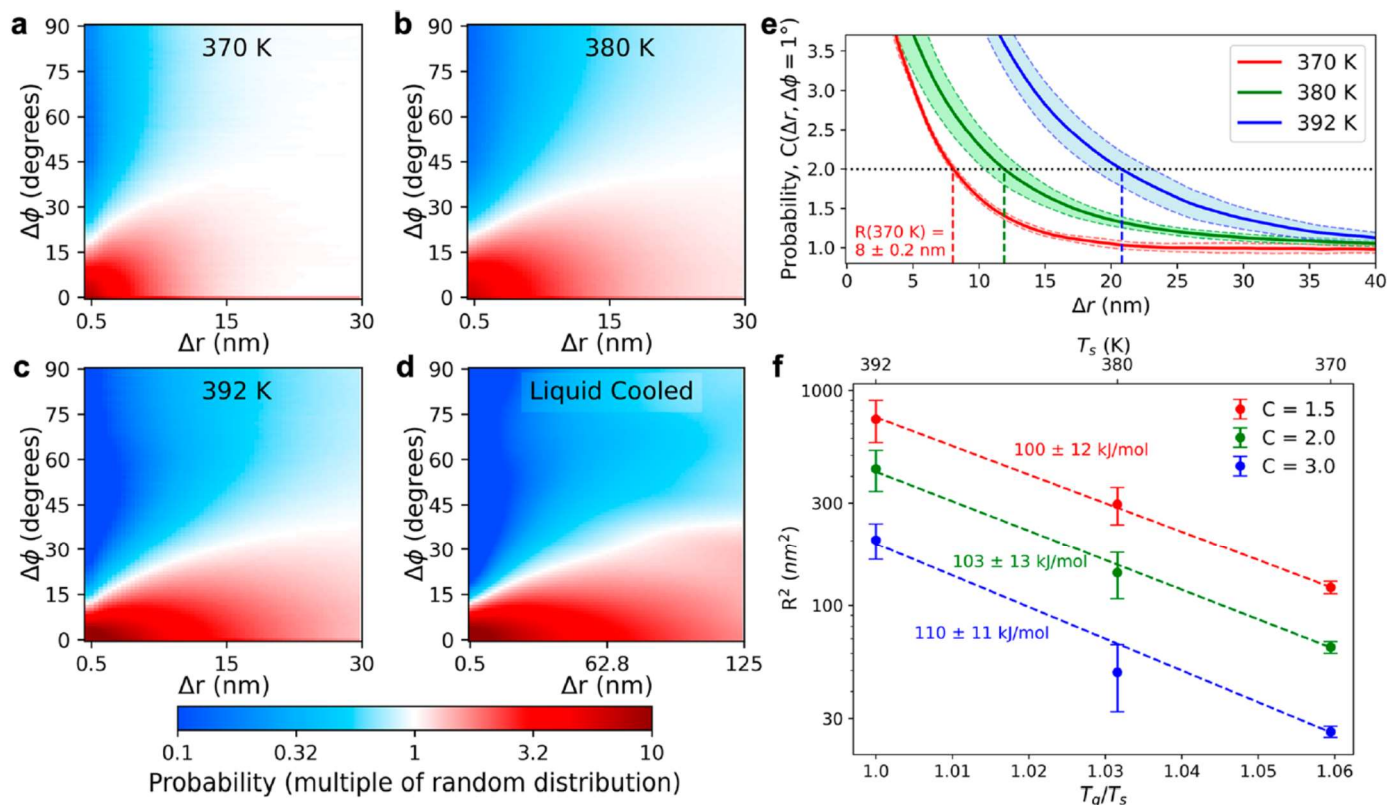 a
370 K
90
75
60
45
30
15
0
Δϕ (degrees)
0.5
15
30
Δr (nm)
b
380 K
90
75
60
45
30
15
0
Δϕ (degrees)
0.5
15
30
Δr (nm)
e
3.5
3.0
2.5
2.0
1.5
1.0
Probability, C(Δr, Δϕ = 1°)
370 K
380 K
392 K
R(370 K) =
8 ± 0.2 nm
0
5
10
15
20
25
30
35
40
Δr (nm)
c
392 K
90
75
60
45
30
15
0
Δϕ (degrees)
0.5
15
30
Δr (nm)
d
Liquid Cooled
90
75
60
45
30
15
0
Δϕ (degrees)
0.5
62.8
125
Δr (nm)
0.1
0.32
1
3.2
10
Probability (multiple of random distribution)
f
T_s (K)
392
380
370
1000
300
100
30
R² (nm²)
C = 1.5
C = 2.0
C = 3.0
100 ± 12 kJ/mol
103 ± 13 kJ/mol
110 ± 11 kJ/mol
1.0
1.01
1.02
1.03
1.04
1.05
1.06
T_g/T_s